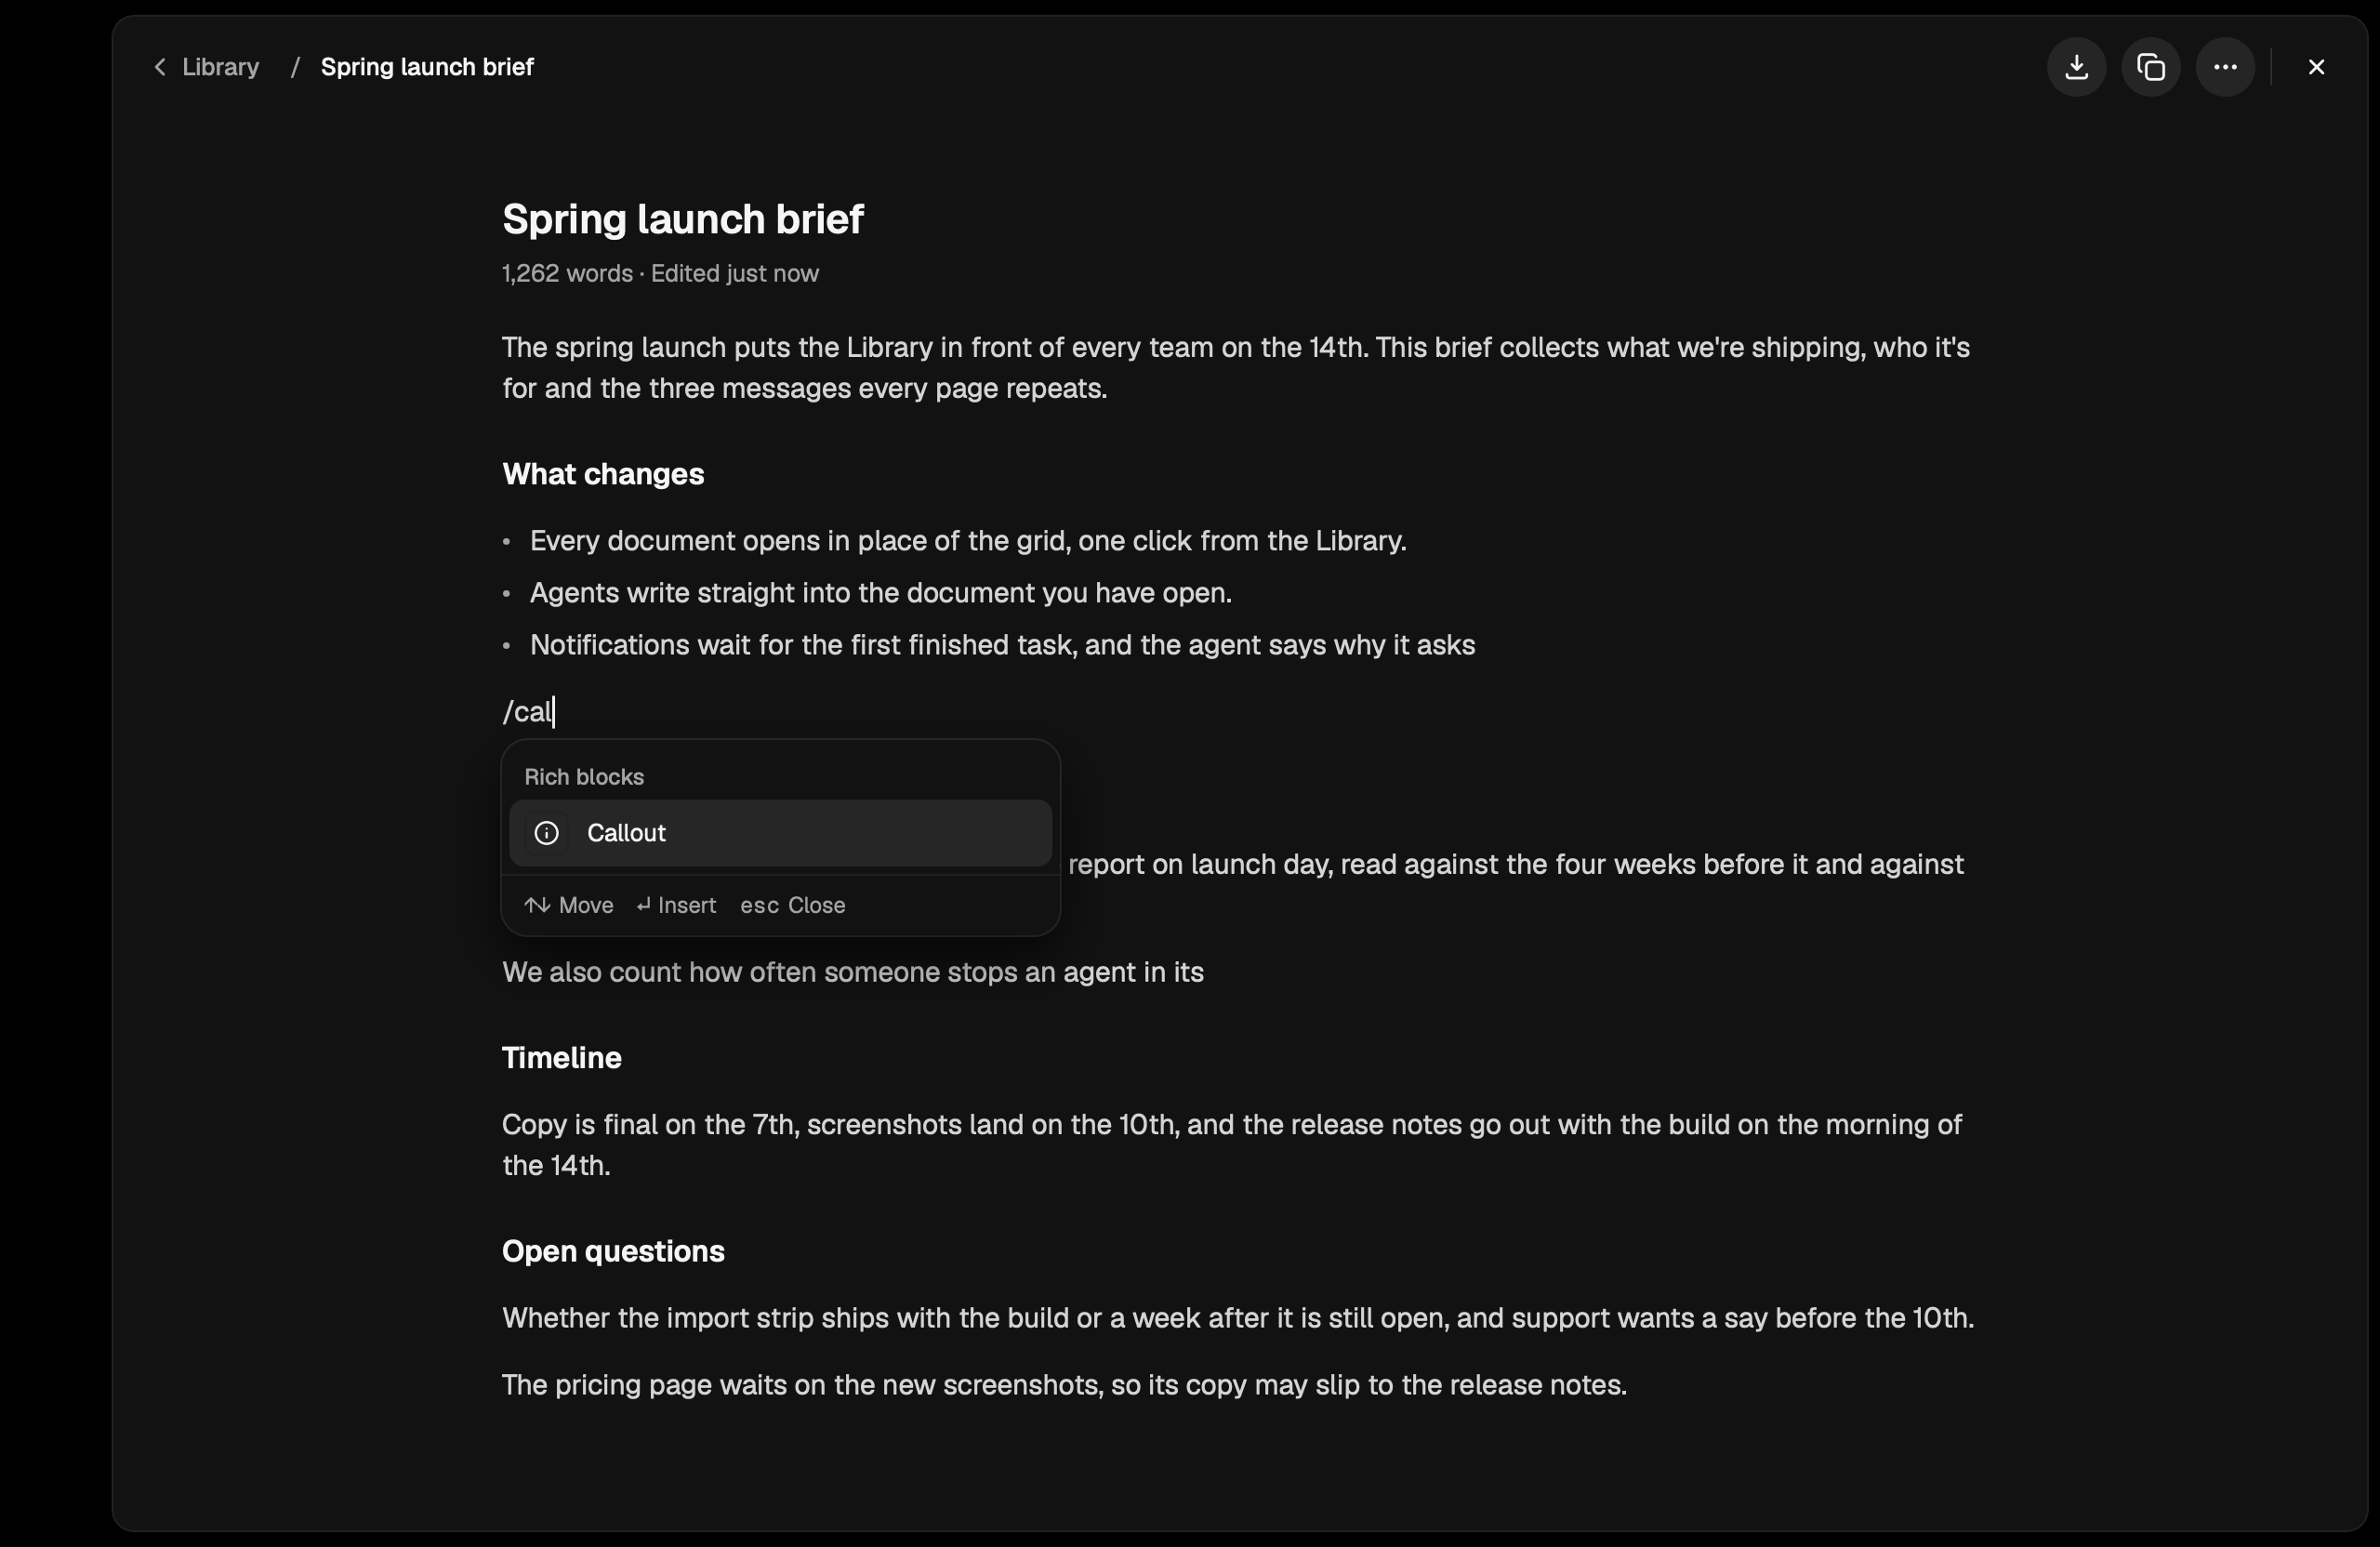 Library / Spring launch brief
Spring launch brief
1,262 words · Edited just now
The spring launch puts the Library in front of every team on the 14th. This brief collects what we're shipping, who it's
for and the three messages every page repeats.
What changes
• Every document opens in place of the grid, one click from the Library.
• Agents write straight into the document you have open.
• Notifications wait for the first finished task, and the agent says why it asks
/cal
Rich blocks
Callout
report on launch day, read against the four weeks before it and against
↑↓ Move ↵ Insert esc Close
We also count how often someone stops an agent in its
Timeline
Copy is final on the 7th, screenshots land on the 10th, and the release notes go out with the build on the morning of
the 14th.
Open questions
Whether the import strip ships with the build or a week after it is still open, and support wants a say before the 10th.
The pricing page waits on the new screenshots, so its copy may slip to the release notes.